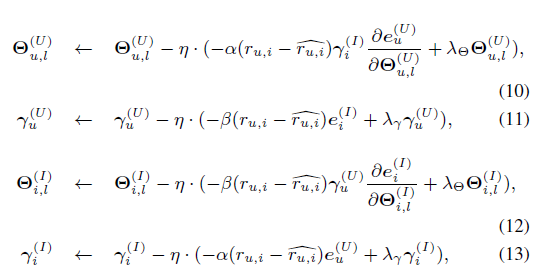 Θ_{u,l}^{(U)} ← Θ_{u,l}^{(U)} − η · (−α(r_{u,i} − \widehat{r_{u,i}})γ_i^{(I)} \frac{∂e_u^{(U)}}{∂Θ_{u,l}^{(U)}} + λ_Θ Θ_{u,l}^{(U)}),
(10)
γ_u^{(U)} ← γ_u^{(U)} − η · (−β(r_{u,i} − \widehat{r_{u,i}})e_i^{(I)} + λ_γ γ_u^{(U)}), (11)
Θ_{i,l}^{(I)} ← Θ_{i,l}^{(I)} − η · (−β(r_{u,i} − \widehat{r_{u,i}})γ_u^{(U)} \frac{∂e_i^{(I)}}{∂Θ_{i,l}^{(I)}} + λ_Θ Θ_{i,l}^{(I)}),
(12)
γ_i^{(I)} ← γ_i^{(I)} − η · (−α(r_{u,i} − \widehat{r_{u,i}})e_u^{(U)} + λ_γ γ_i^{(I)}), (13)